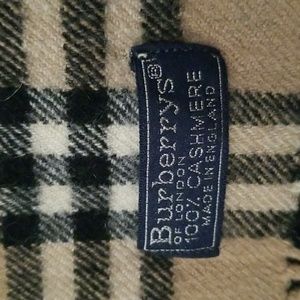 Burberrys®
OF LONDON
100% CASHMERE
MADE IN ENGLAND